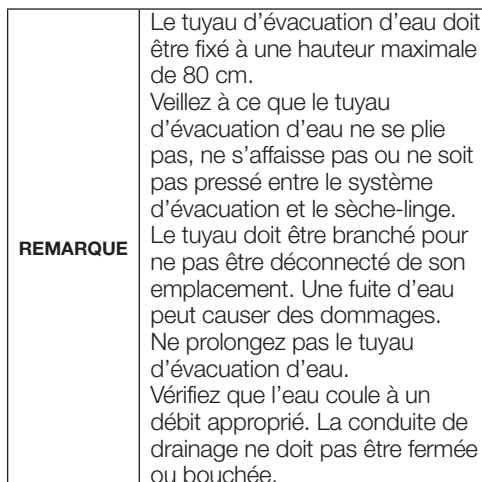 Le tuyau d’évacuation d’eau doit
être fixé à une hauteur maximale
de 80 cm.
Veillez à ce que le tuyau
d’évacuation d’eau ne se plie
pas, ne s’affaisse pas ou ne soit
pas pressé entre le système
d’évacuation et le sèche-linge.
REMARQUE
Le tuyau doit être branché pour
ne pas être déconnecté de son
emplacement. Une fuite d’eau
peut causer des dommages.
Ne prolongez pas le tuyau
d’évacuation d’eau.
Vérifiez que l’eau coule à un
débit approprié. La conduite de
drainage ne doit pas être fermée
ou bouchée.